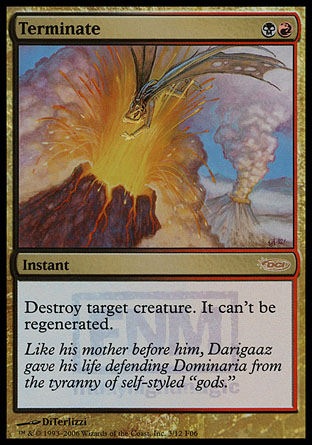 Terminate
Instant
DCI
Destroy target creature. It can't be
regenerated.
FNM
Like his mother before him, Darigaaz
gave his life defending Dominaria from
the tyranny of self-styled “gods.”
DiTerlizzi
™ & © 1993–2006 Wizards of the Coast, Inc. 3/12 F06